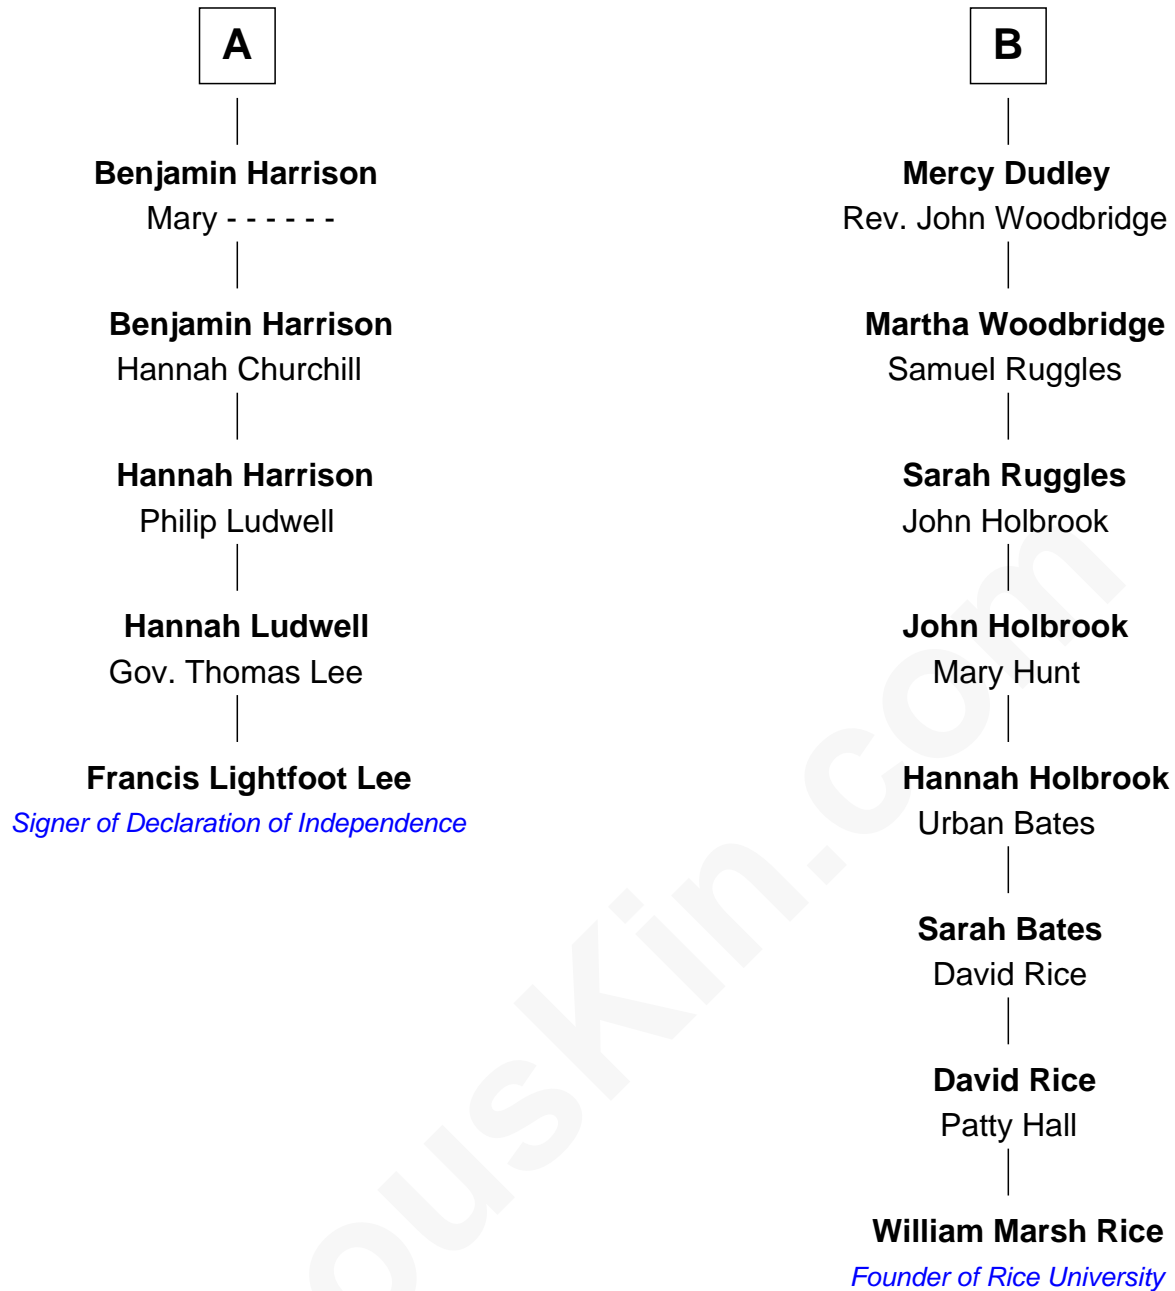 A
Benjamin Harrison
Mary - - - - - -
Benjamin Harrison
Hannah Churchill
Hannah Harrison
Philip Ludwell
Hannah Ludwell
Gov. Thomas Lee
Francis Lightfoot Lee
Signer of Declaration of Independence
B
Mercy Dudley
Rev. John Woodbridge
Martha Woodbridge
Samuel Ruggles
Sarah Ruggles
John Holbrook
John Holbrook
Mary Hunt
Hannah Holbrook
Urban Bates
Sarah Bates
David Rice
David Rice
Patty Hall
William Marsh Rice
Founder of Rice University
ousKin.com